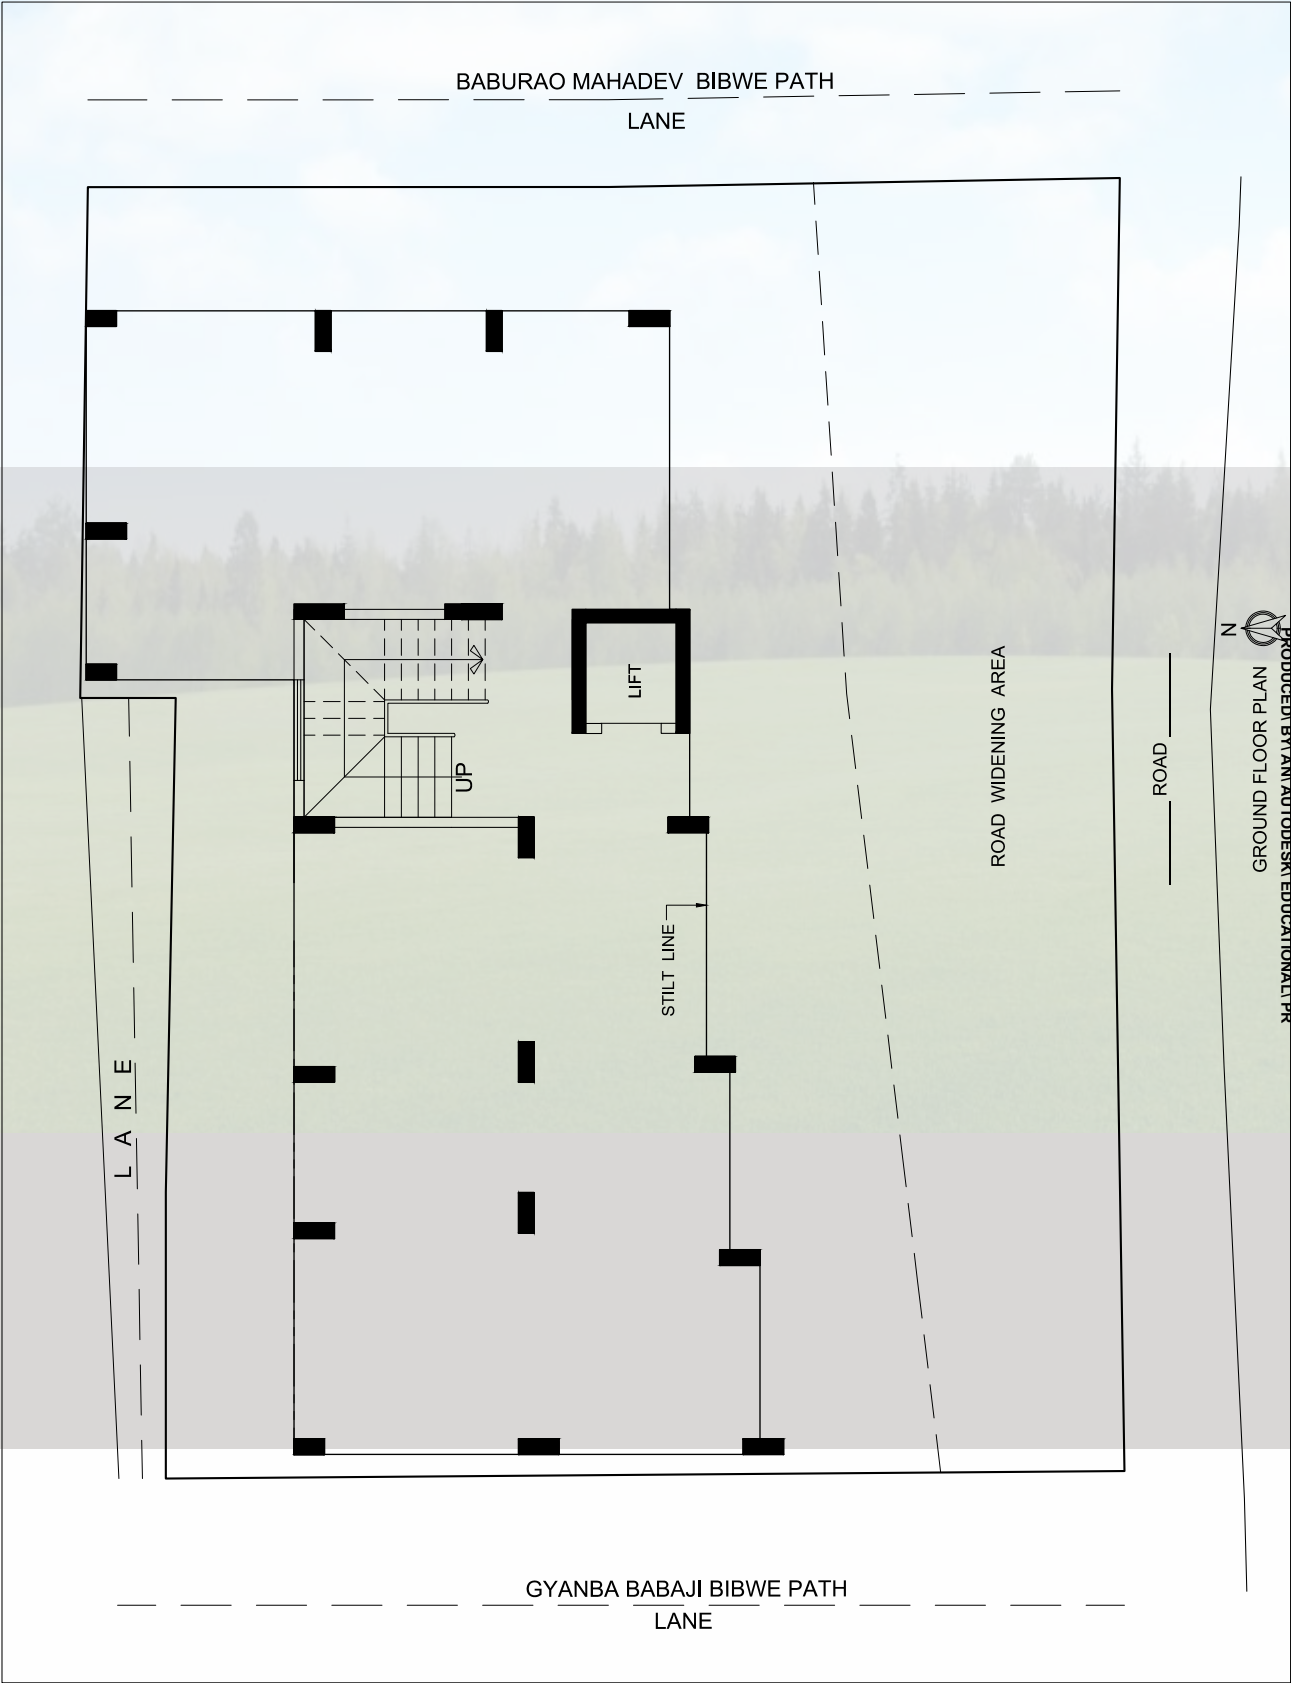 BABURAO MAHADEV BIBWE PATH
LANE
LIFT
UP
STILT LINE
ROAD WIDENING AREA
ROAD
N
GROUND FLOOR PLAN
PRODUCED BY AN AUTODESK EDUCATIONAL PR
LANE
GYANBA BABAJI BIBWE PATH
LANE